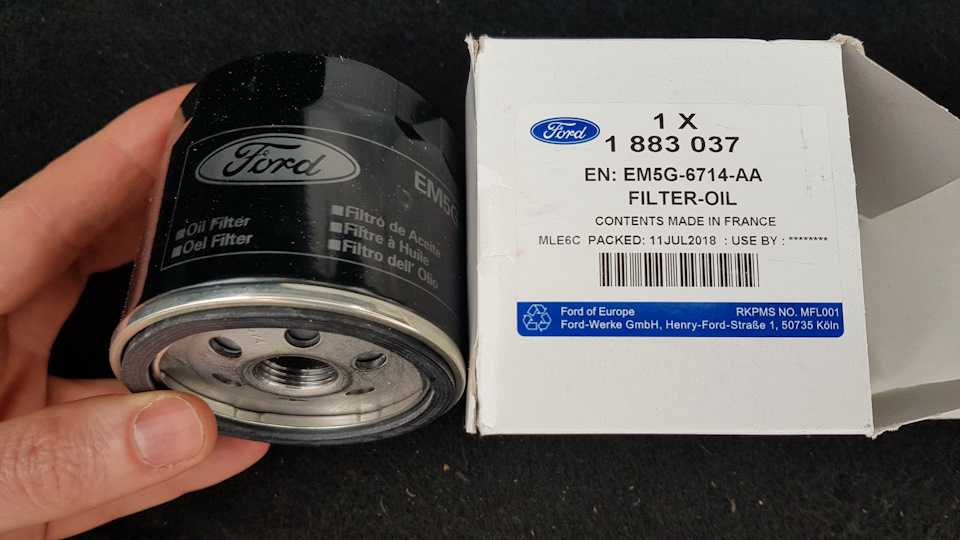 Ford
EM5G
■Oil Filter
■Oel Filter
■Filtro de Aceite
■Filtre à Huile
■Filtro dell' Olio
Ford
1 X
1 883 037
EN: EM5G-6714-AA
FILTER-OIL
CONTENTS MADE IN FRANCE
MLE6C PACKED: 11JUL2018 : USE BY : ********
Ford of Europe
RKPMS NO. MFL001
Ford-Werke GmbH, Henry-Ford-Straße 1, 50735 Köln